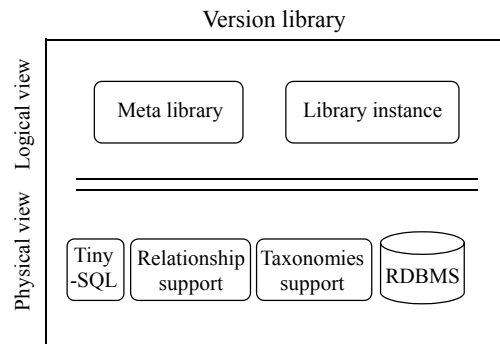 Version library
Logical view
Meta library
Library instance
Physical view
Tiny
-SQL
Relationship
support
Taxonomies
support
RDBMS